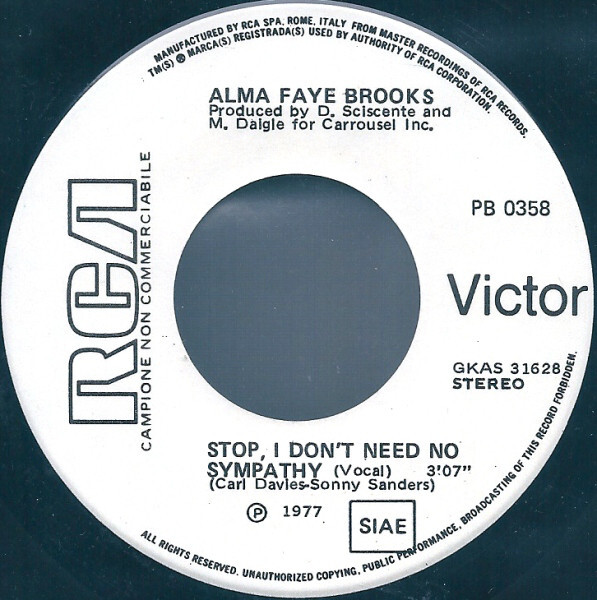 MANUFACTURED BY RCA SPA, ROME, ITALY FROM MASTER RECORDINGS OF RCA RECORDS.
TM(S) ® MARCA(S) REGISTRADA(S) USED BY AUTHORITY OF RCA CORPORATION.
ALMA FAYE BROOKS
Produced by D. Sciscente and
M. Daigle for Carrousel Inc.
RCA
CAMPIONE NON COMMERCIABILE
PB 0358
Victor
GKAS 31628
STEREO
STOP, I DON'T NEED NO
SYMPATHY (Vocal) 3'07"
(Carl Davies-Sonny Sanders)
Ⓟ 1977
SIAE
ALL RIGHTS RESERVED. UNAUTHORIZED COPYING, PUBLIC PERFORMANCE, BROADCASTING OF THIS RECORD FORBIDDEN.